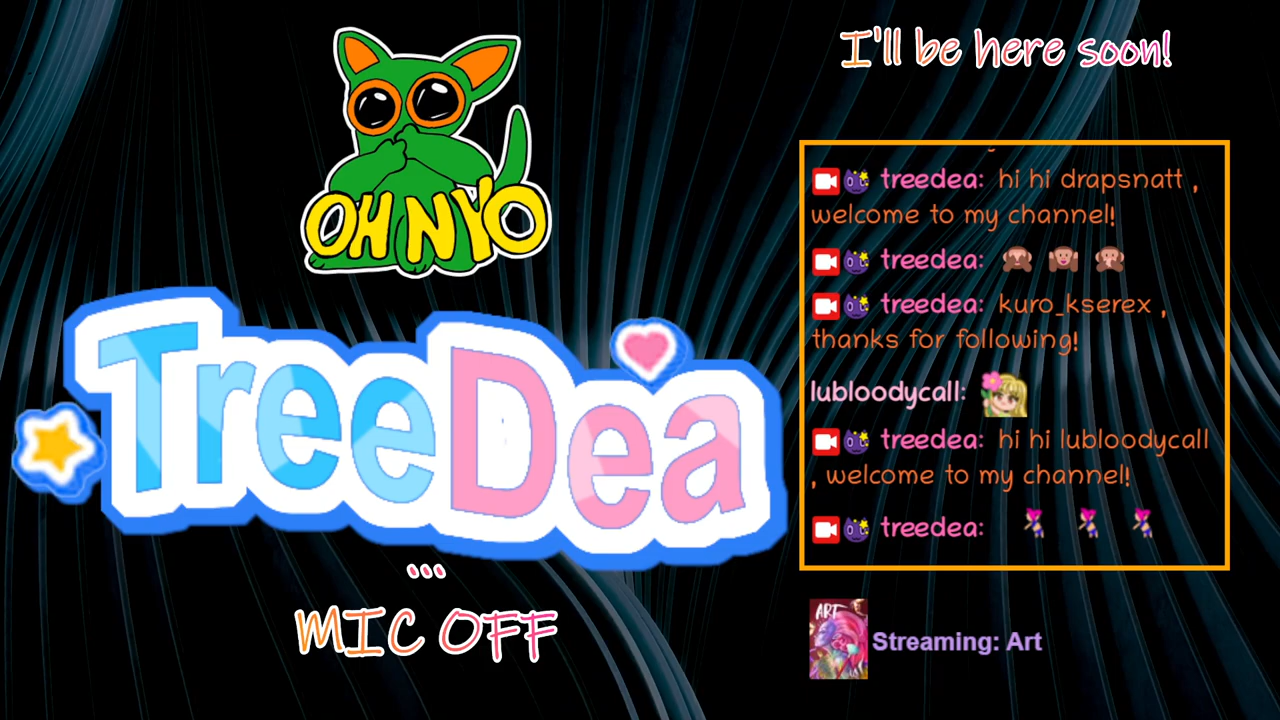 I'll be here soon!
OH NYO
treedea: hi hi drapsnatt ,
welcome to my channel!
treedea: 🙈 🙉 🙊
treedea: kuro_kserex ,
thanks for following!
lubloodycall:
treedea: hi hi lubloodycall
, welcome to my channel!
treedea:
TreeDea
...
MIC OFF
ART
Streaming: Art